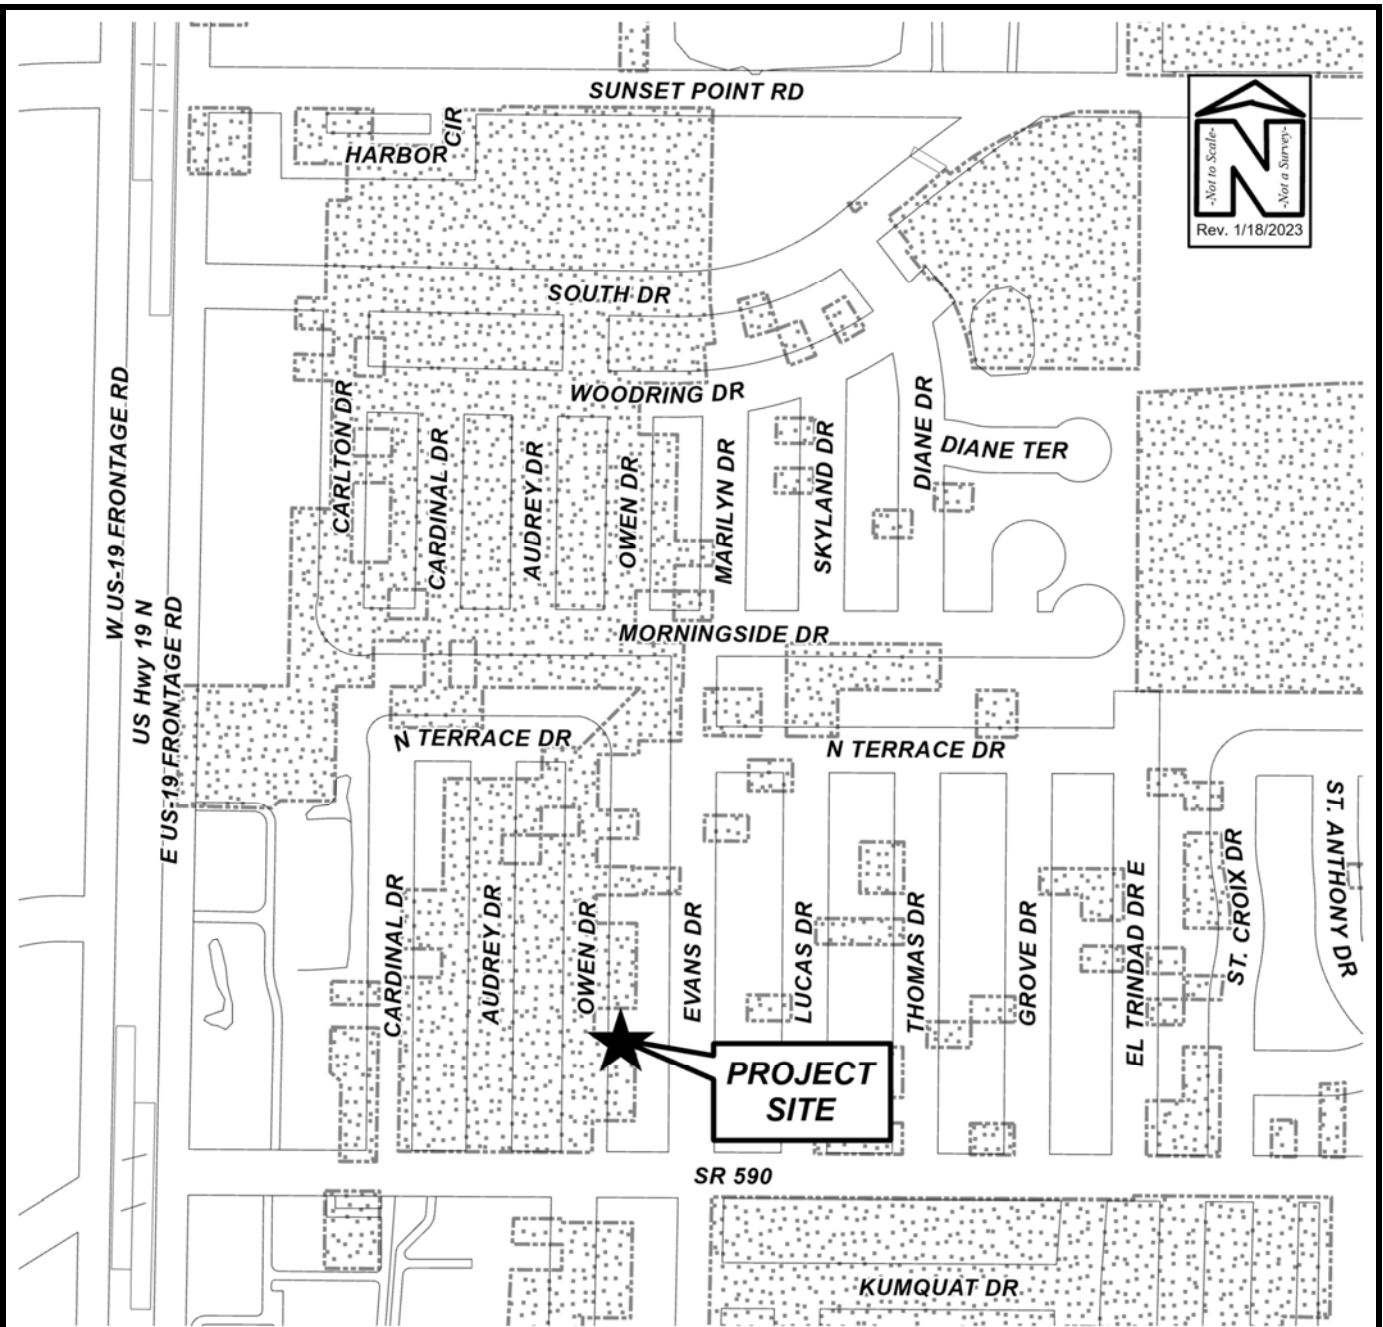 SUNSET POINT RD
HARBOR CIR
-Not to Scale-
N
-Not a Survey-
Rev. 1/18/2023
SOUTH DR
WOODRING DR
W US-19 FRONTAGE RD
US Hwy 19 N
E US-19 FRONTAGE RD
CARLTON DR
CARDINAL DR
AUDREY DR
OWEN DR
MARILYN DR
SKYLAND DR
DIANE DR
DIANE TER
MORNINGSIDE DR
N TERRACE DR
N TERRACE DR
CARDINAL DR
AUDREY DR
OWEN DR
EVANS DR
LUCAS DR
THOMAS DR
GROVE DR
EL TRINIDAD DR E
ST. CROIX DR
ST. ANTHONY DR
PROJECT
SITE
SR 590
KUMQUAT DR